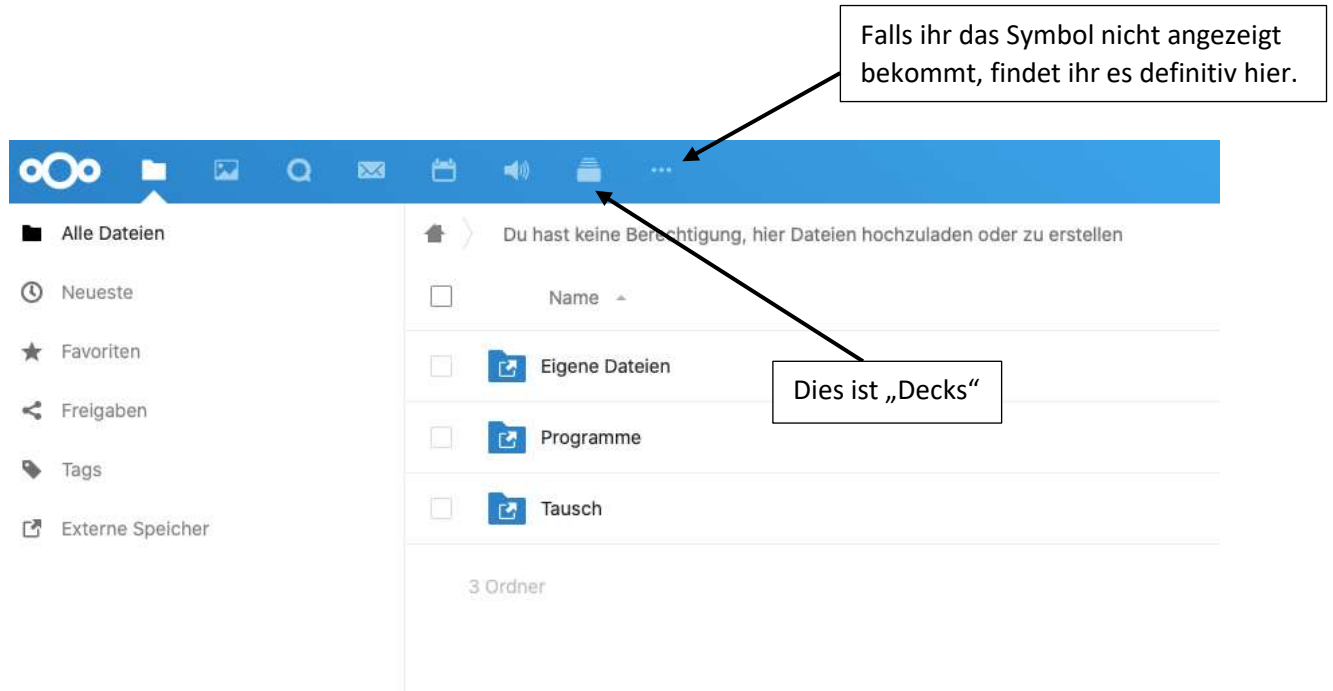 Falls ihr das Symbol nicht angezeigt
bekommt, findet ihr es definitiv hier.
Alle Dateien
Du hast keine Berechtigung, hier Dateien hochzuladen oder zu erstellen
Neueste
Name
Favoriten
Eigene Dateien
Dies ist „Decks“
Freigaben
Programme
Tags
Tausch
Externe Speicher
3 Ordner